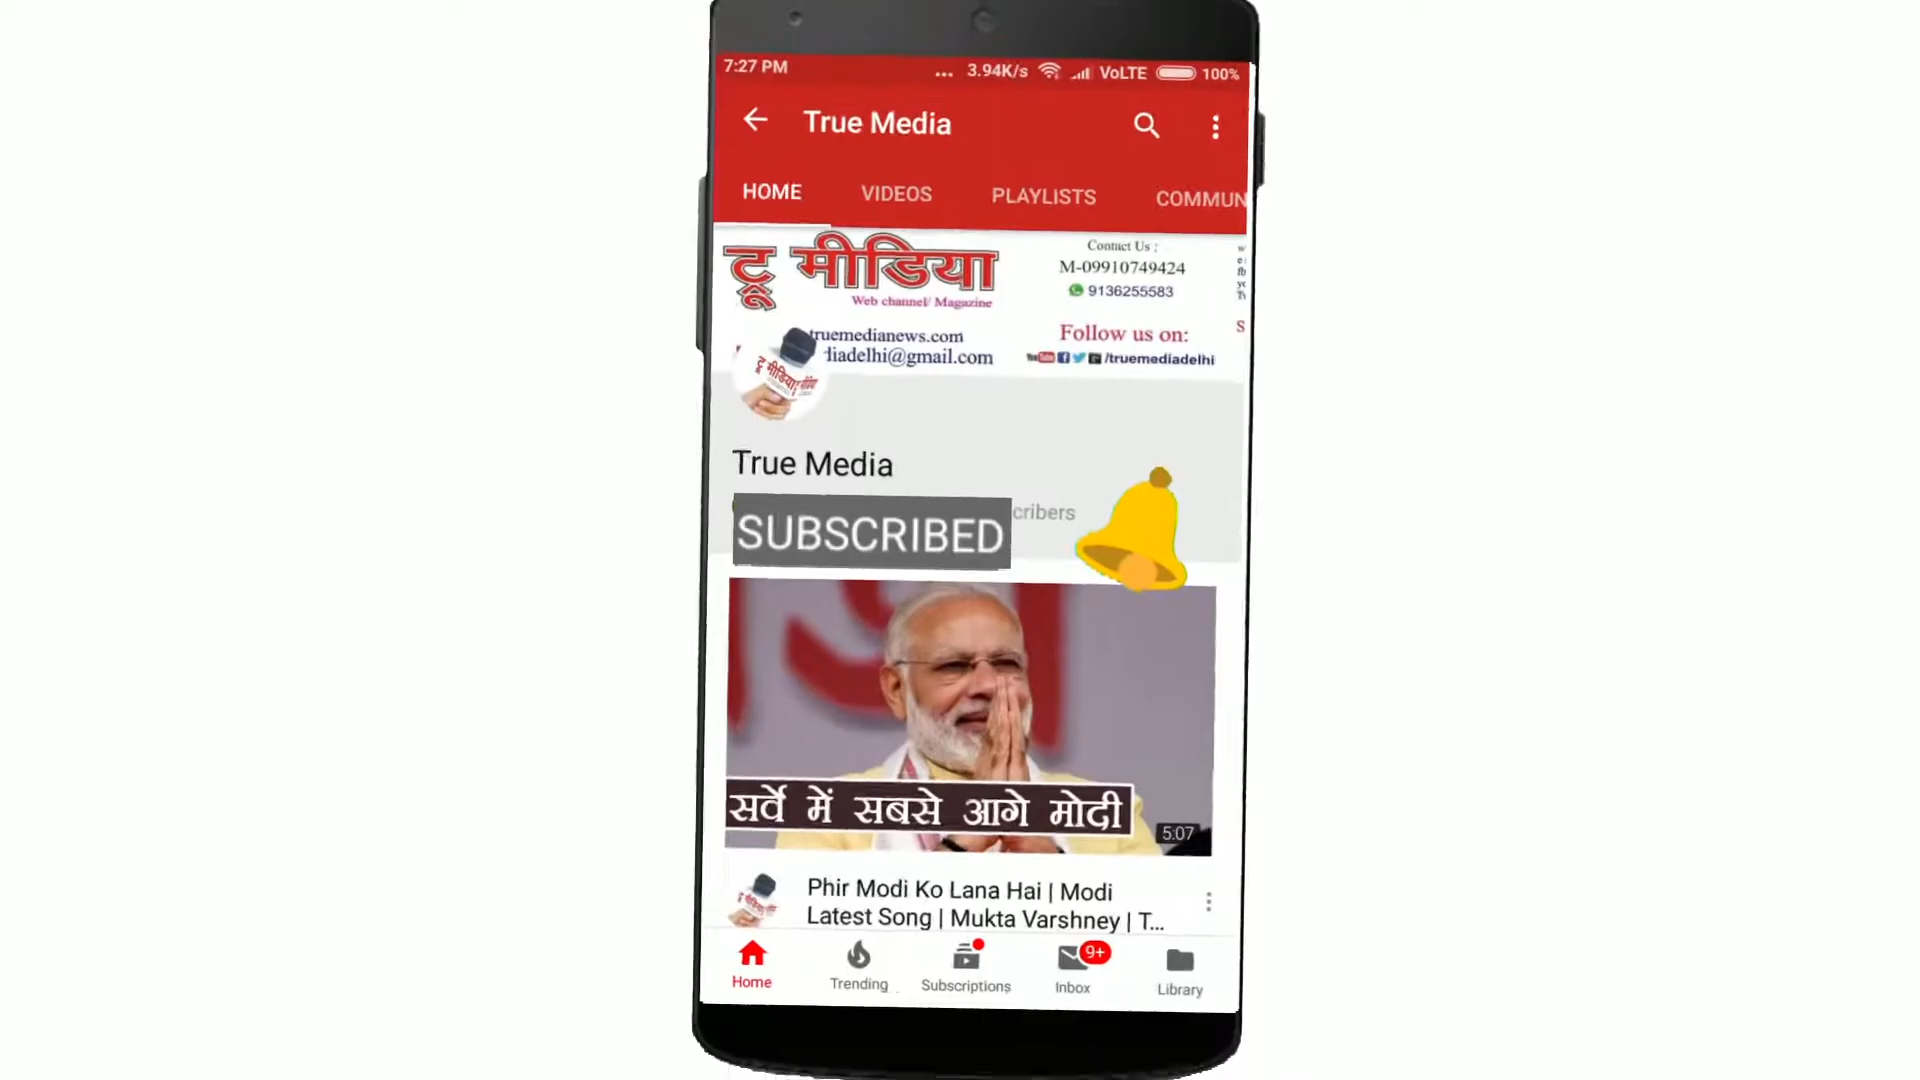 7:27 PM
... 3.94K/s VoLTE 100%
True Media
HOME VIDEOS PLAYLISTS COMMUN
ट्रू मीडिया
Web channel/ Magazine
Contact Us :
M-09910749424
9136255583
truemedianews.com
diadelhi@gmail.com
Follow us on:
/truemediadelhi
ट्रू मीडिया
True Media
SUBSCRIBED cribers
सर्वे में सबसे आगे मोदी
5:07
Phir Modi Ko Lana Hai | Modi
Latest Song | Mukta Varshney | T...
9+
Home Trending Subscriptions Inbox Library